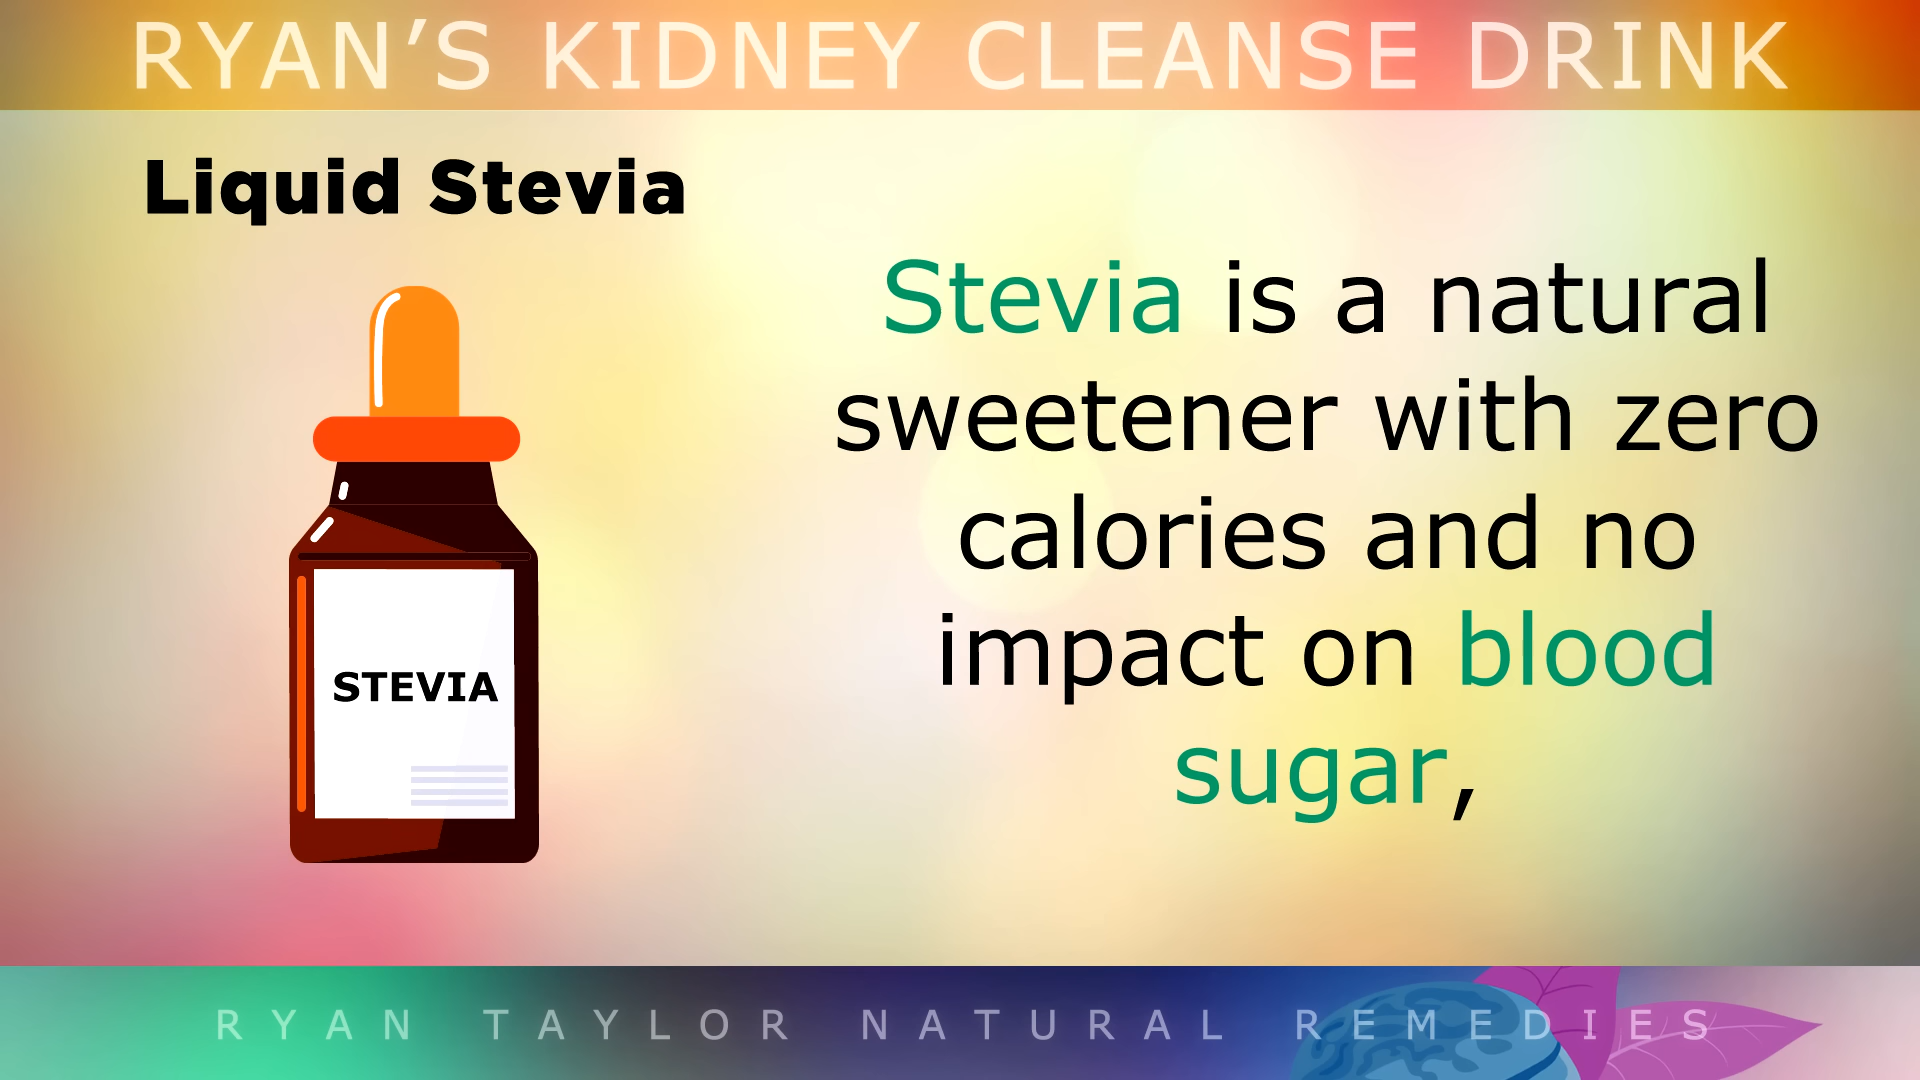 RYAN'S KIDNEY CLEANSE DRINK
Liquid Stevia
Stevia is a natural
sweetener with zero
calories and no
impact on blood
sugar,
STEVIA
RYAN TAYLOR NATURAL REMEDIES